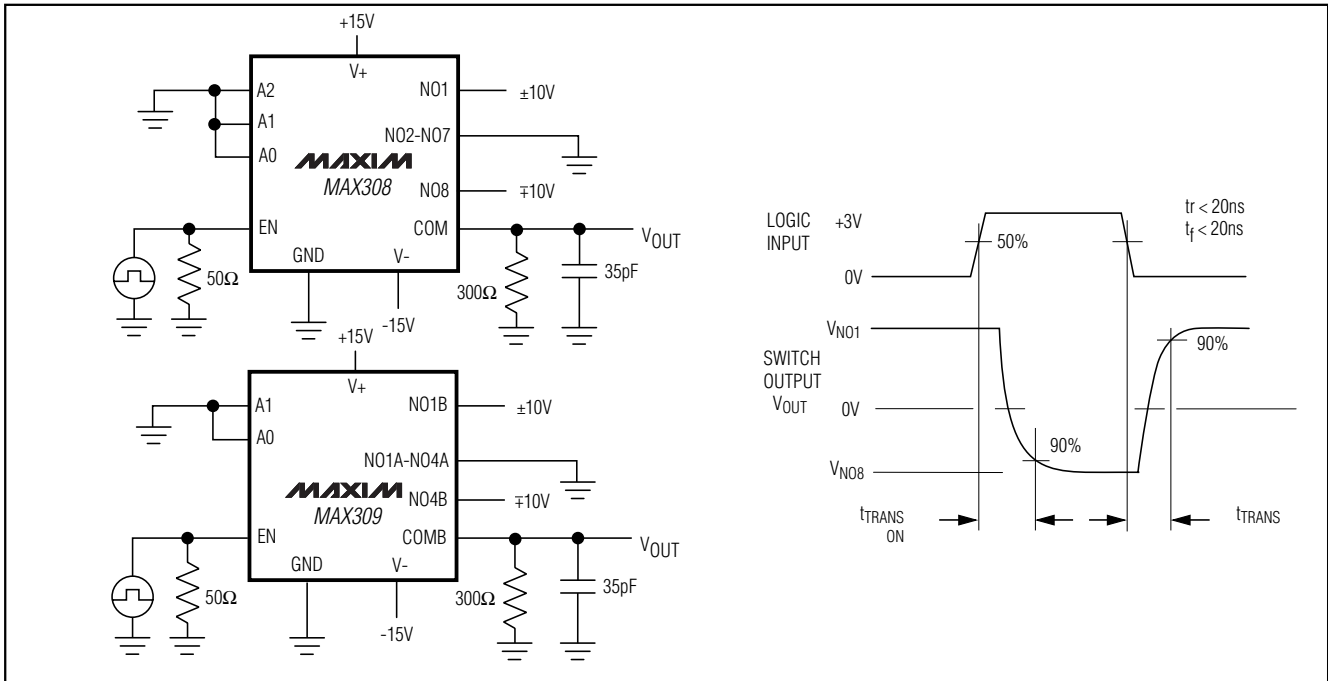 +15V
V+
A2
A1
A0
NO1
±10V
NO2-NO7
MAXIM
MAX308
NO8
∓10V
EN
COM
VOUT
GND
V-
50Ω
300Ω
35pF
-15V
+15V
V+
A1
A0
NO1B
±10V
NO1A-NO4A
MAXIM
MAX309
NO4B
∓10V
EN
COMB
VOUT
GND
V-
50Ω
300Ω
35pF
-15V
LOGIC
INPUT
+3V
50%
0V
tr < 20ns
tf < 20ns
VNO1
90%
SWITCH
OUTPUT
VOUT
0V
90%
VNO8
tTRANS
ON
tTRANS